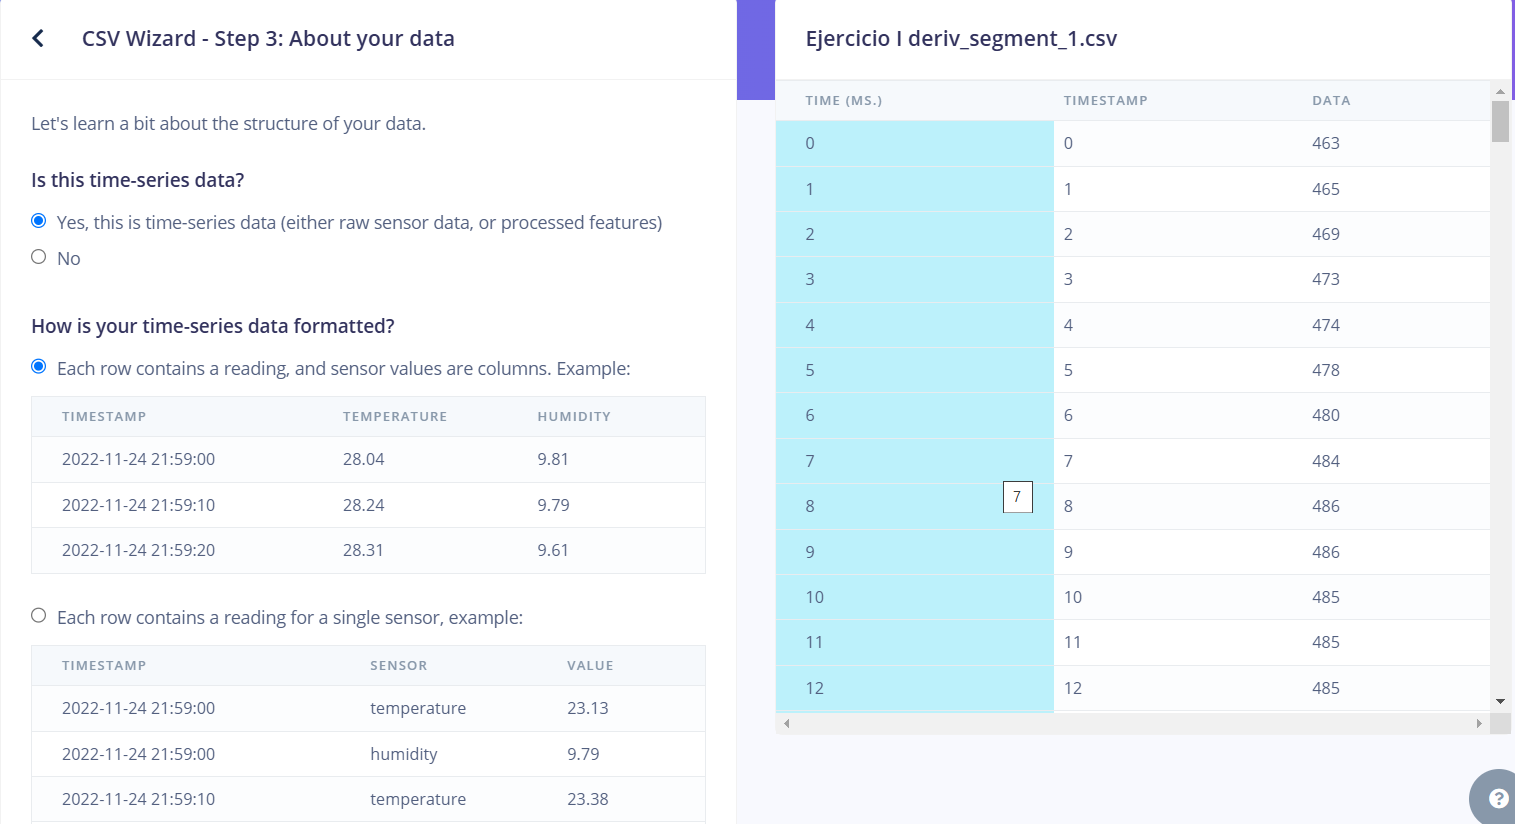 CSV Wizard - Step 3: About your data
Let's learn a bit about the structure of your data.
Is this time-series data?
Yes, this is time-series data (either raw sensor data, or processed features)
No
How is your time-series data formatted?
Each row contains a reading, and sensor values are columns. Example:
TIMESTAMP TEMPERATURE HUMIDITY
2022-11-24 21:59:00 28.04 9.81
2022-11-24 21:59:10 28.24 9.79
2022-11-24 21:59:20 28.31 9.61
Each row contains a reading for a single sensor, example:
TIMESTAMP SENSOR VALUE
2022-11-24 21:59:00 temperature 23.13
2022-11-24 21:59:00 humidity 9.79
2022-11-24 21:59:10 temperature 23.38
Ejercicio I deriv_segment_1.csv
TIME (MS.) TIMESTAMP DATA
0 0 463
1 1 465
2 2 469
3 3 473
4 4 474
5 5 478
6 6 480
7 7 484
7
8 8 486
9 9 486
10 10 485
11 11 485
12 12 485
?